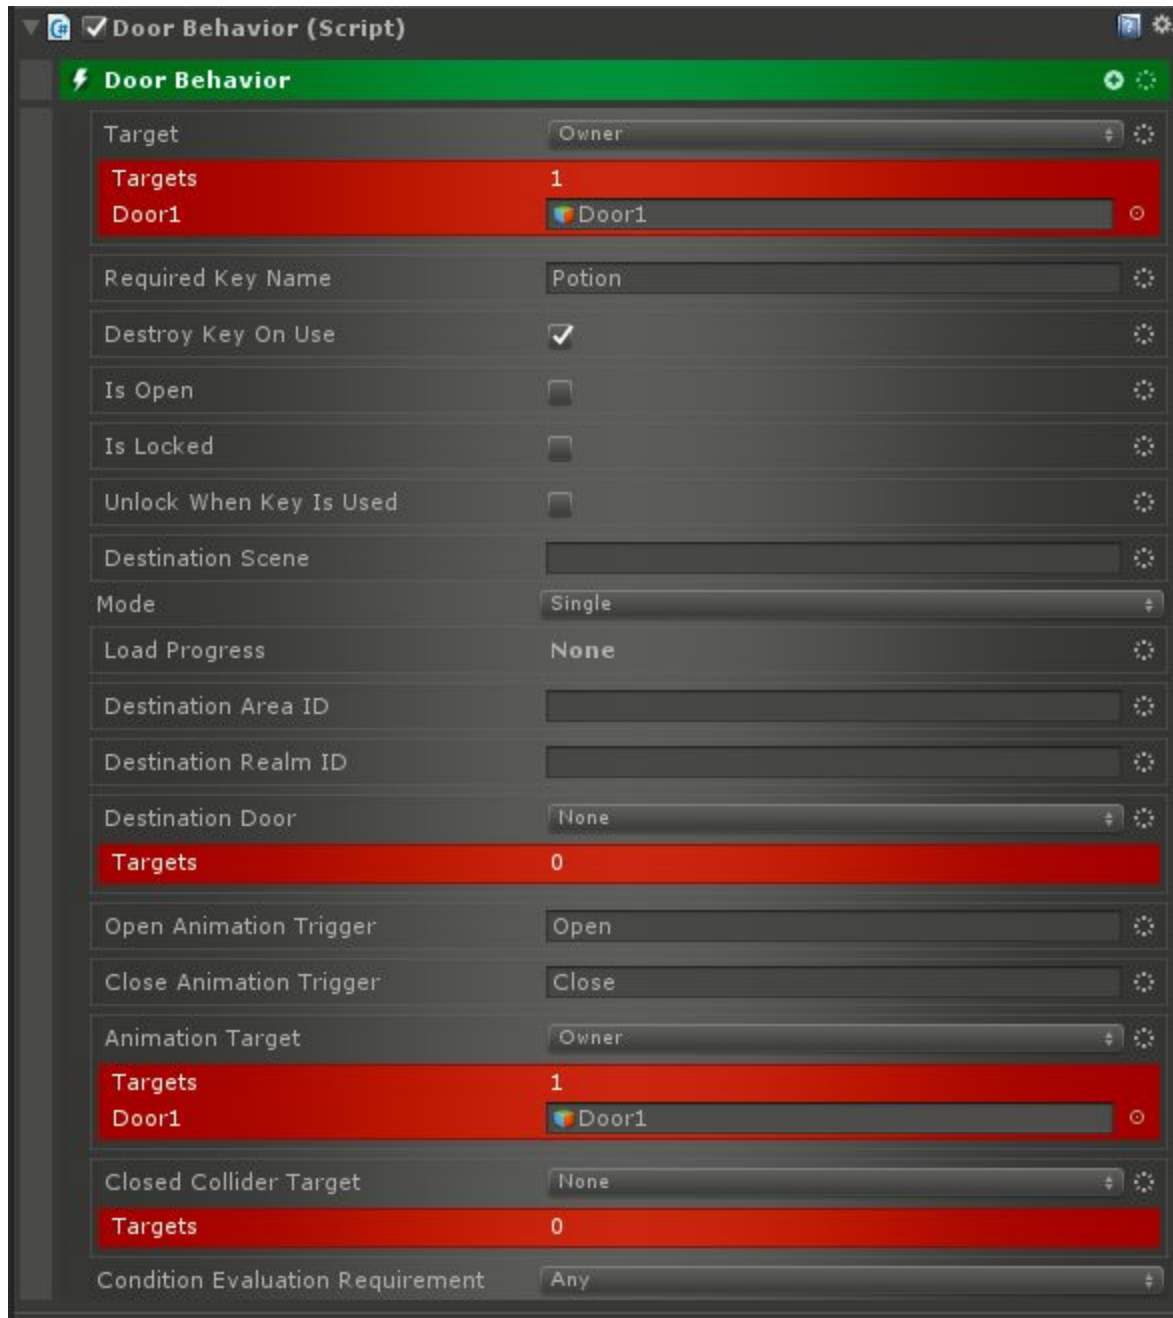 Door Behavior (Script)
Door Behavior
Target Owner
Targets 1
Door1 Door1
Required Key Name Potion
Destroy Key On Use
Is Open
Is Locked
Unlock When Key Is Used
Destination Scene
Mode Single
Load Progress None
Destination Area ID
Destination Realm ID
Destination Door None
Targets 0
Open Animation Trigger Open
Close Animation Trigger Close
Animation Target Owner
Targets 1
Door1 Door1
Closed Collider Target None
Targets 0
Condition Evaluation Requirement Any